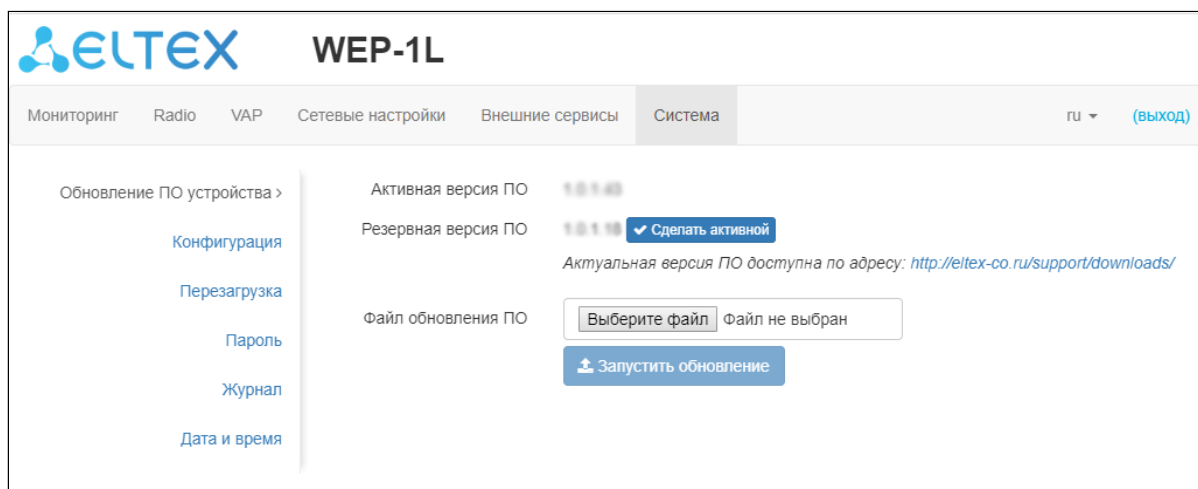 ELTEX WEP-1L
Мониторинг Radio VAP Сетевые настройки Внешние сервисы Система ru (выход)
Обновление ПО устройства >
Конфигурация
Перезагрузка
Пароль
Журнал
Дата и время
Активная версия ПО
Резервная версия ПО Сделать активной
Актуальная версия ПО доступна по адресу: http://eltex-co.ru/support/downloads/
Файл обновления ПО Выберите файл Файл не выбран
Запустить обновление